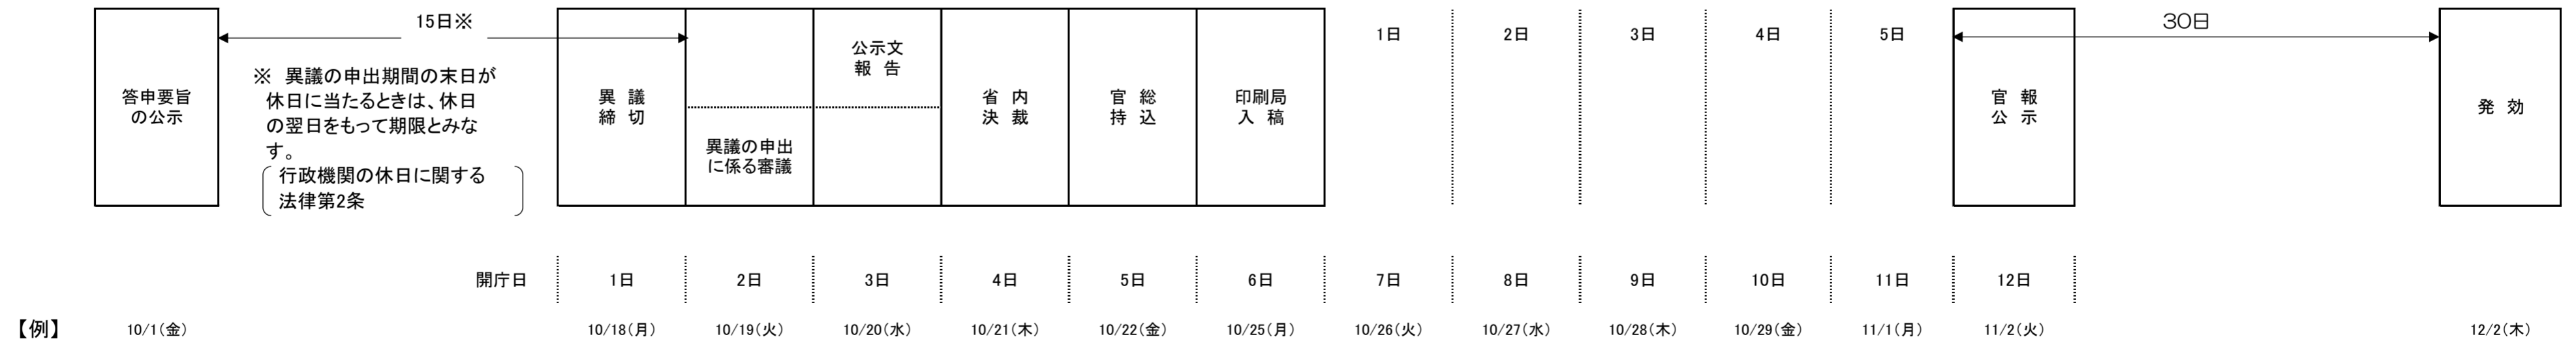 15日※
答申要旨
の公示
※ 異議の申出期間の末日が
休日に当たるときは、休日
の翌日をもって期限とみな
す。
行政機関の休日に関する
法律第2条
異 議
締 切
異議の申出
に係る審議
公示文
報 告
省 内
決 裁
官 総
持 込
印刷局
入 稿
1日 2日 3日 4日 5日
官 報
公 示
30日
発 効
開庁日 1日 2日 3日 4日 5日 6日 7日 8日 9日 10日 11日 12日
【例】 10/1(金) 10/18(月) 10/19(火) 10/20(水) 10/21(木) 10/22(金) 10/25(月) 10/26(火) 10/27(水) 10/28(木) 10/29(金) 11/1(月) 11/2(火) 12/2(木)